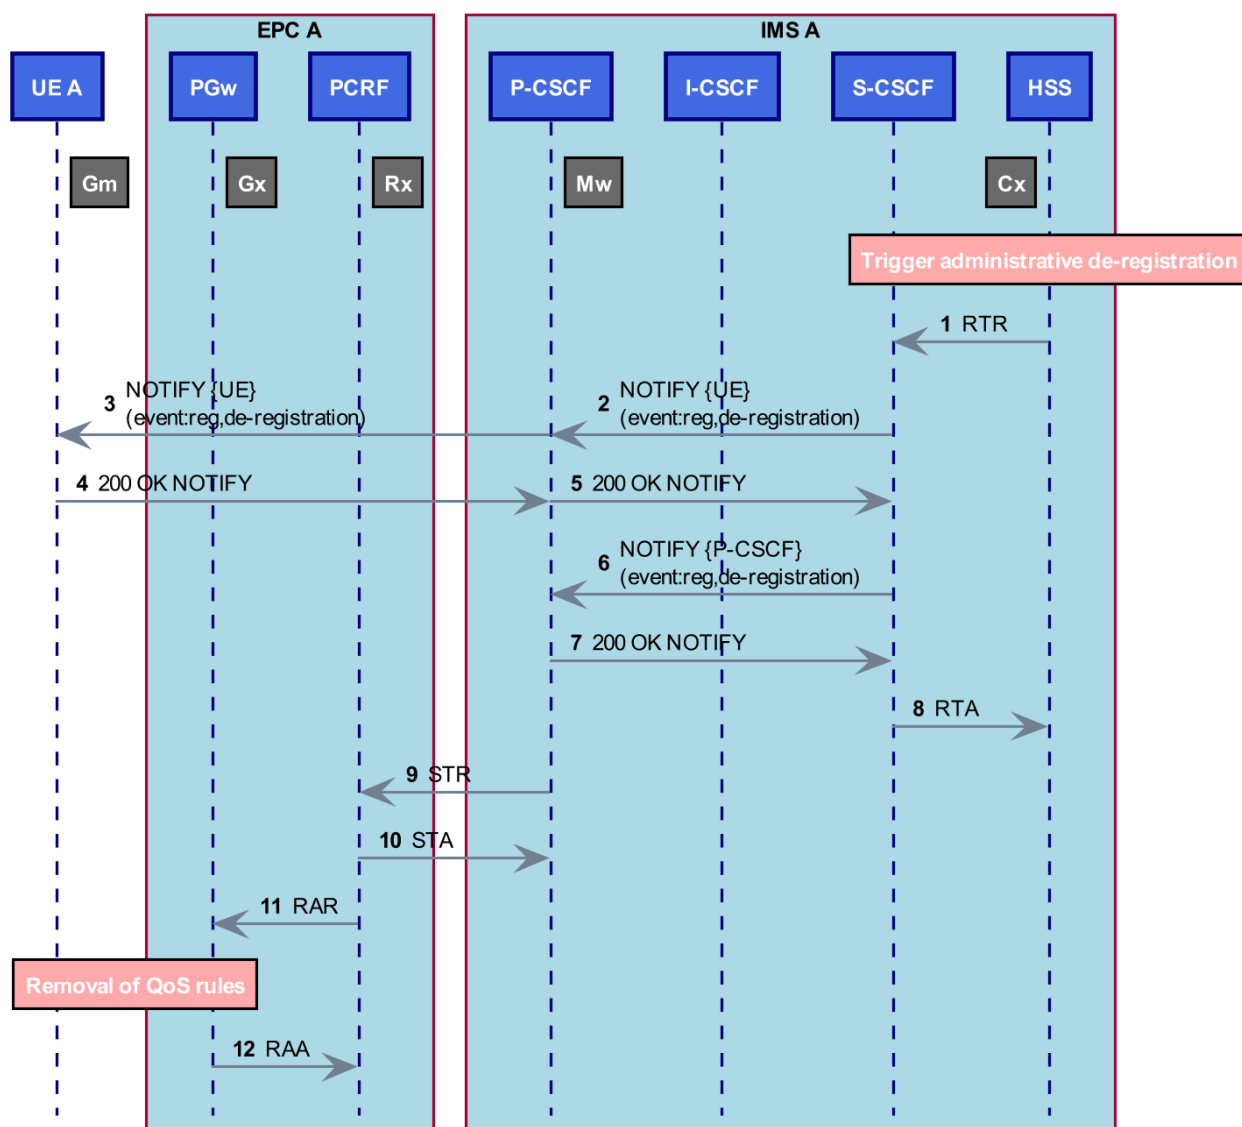 EPC A
IMS A
UE A
PGw
PCRF
P-CSCF
I-CSCF
S-CSCF
HSS
Gm
Gx
Rx
Mw
Cx
Trigger administrative de-registration
1 RTR
3 NOTIFY {UE}
(event:reg,de-registration)
2 NOTIFY {UE}
(event:reg,de-registration)
4 200 OK NOTIFY
5 200 OK NOTIFY
6 NOTIFY {P-CSCF}
(event:reg,de-registration)
7 200 OK NOTIFY
8 RTA
9 STR
10 STA
11 RAR
Removal of QoS rules
12 RAA